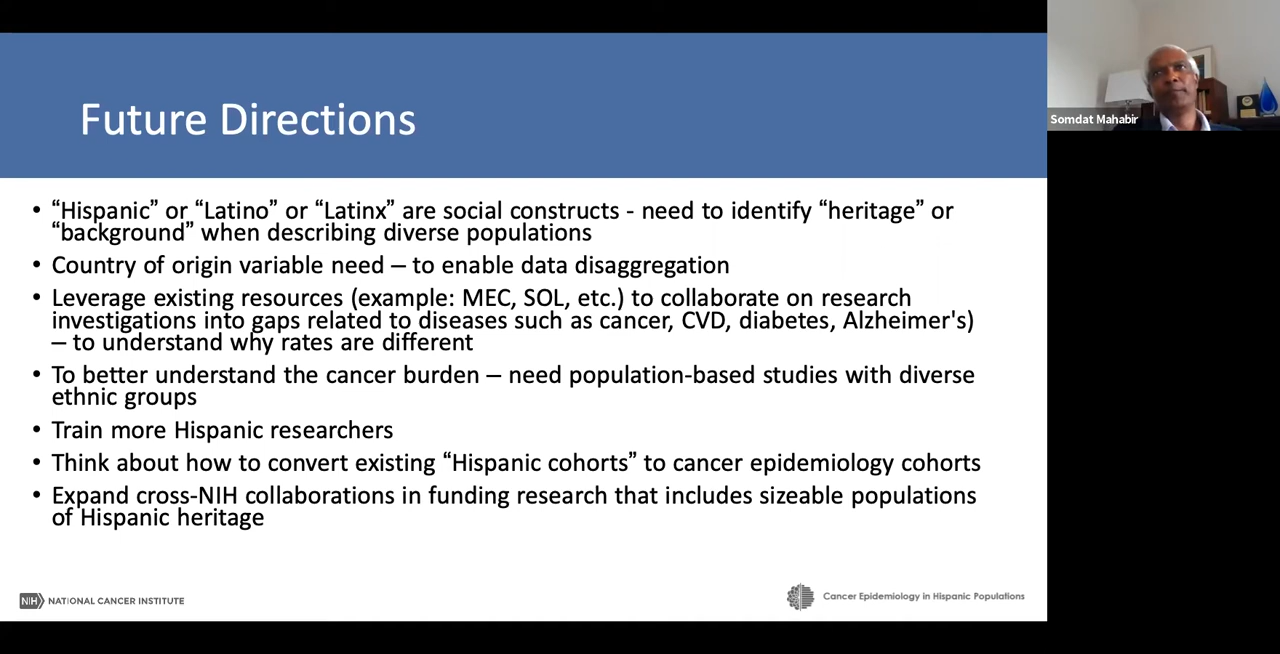 Future Directions
Somdat Mahabir
• “Hispanic” or “Latino” or “Latinx” are social constructs - need to identify “heritage” or
“background” when describing diverse populations
• Country of origin variable need – to enable data disaggregation
• Leverage existing resources (example: MEC, SOL, etc.) to collaborate on research
investigations into gaps related to diseases such as cancer, CVD, diabetes, Alzheimer's)
– to understand why rates are different
• To better understand the cancer burden – need population-based studies with diverse
ethnic groups
• Train more Hispanic researchers
• Think about how to convert existing “Hispanic cohorts” to cancer epidemiology cohorts
• Expand cross-NIH collaborations in funding research that includes sizeable populations
of Hispanic heritage
NIH NATIONAL CANCER INSTITUTE
Cancer Epidemiology in Hispanic Populations